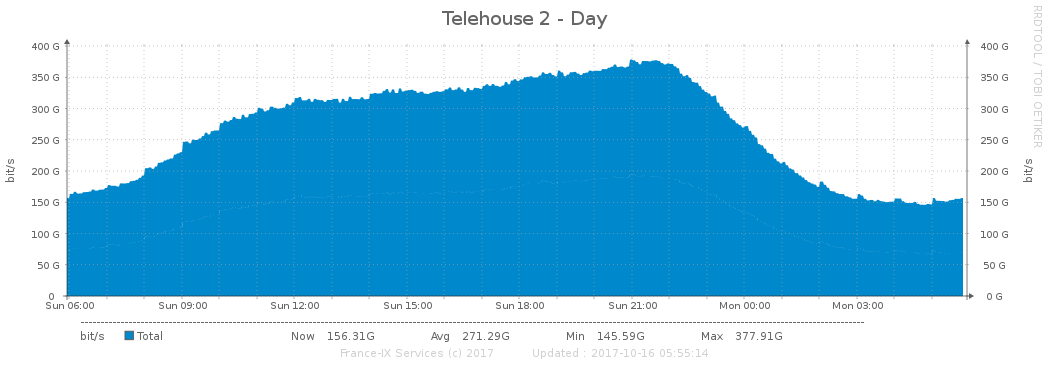 Telehouse 2 - Day
RRDTOOL / TOBI OETIKER
400 G 400 G
350 G 350 G
300 G 300 G
250 G 250 G
200 G 200 G
150 G 150 G
100 G 100 G
50 G 50 G
0 0 G
bit/s bit/s
Sun 06:00 Sun 09:00 Sun 12:00 Sun 15:00 Sun 18:00 Sun 21:00 Mon 00:00 Mon 03:00
bit/s Total Now 156.31G Avg 271.29G Min 145.59G Max 377.91G
France-IX Services (c) 2017 Updated : 2017-10-16 05:55:14